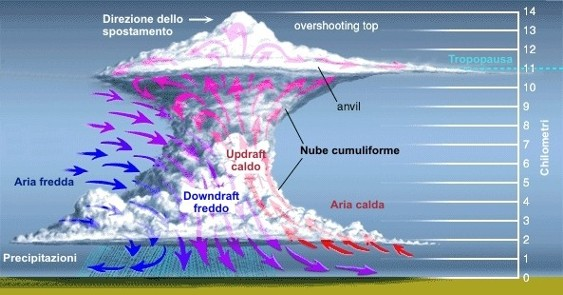 Direzione dello
spostamento
overshooting top
Tropopausa
anvil
Nube cumuliforme
Updraft
caldo
Downdraft
freddo
Aria fredda
Aria calda
Precipitazioni
Chilometri
14
13
12
11
10
9
8
7
6
5
4
3
2
1
0